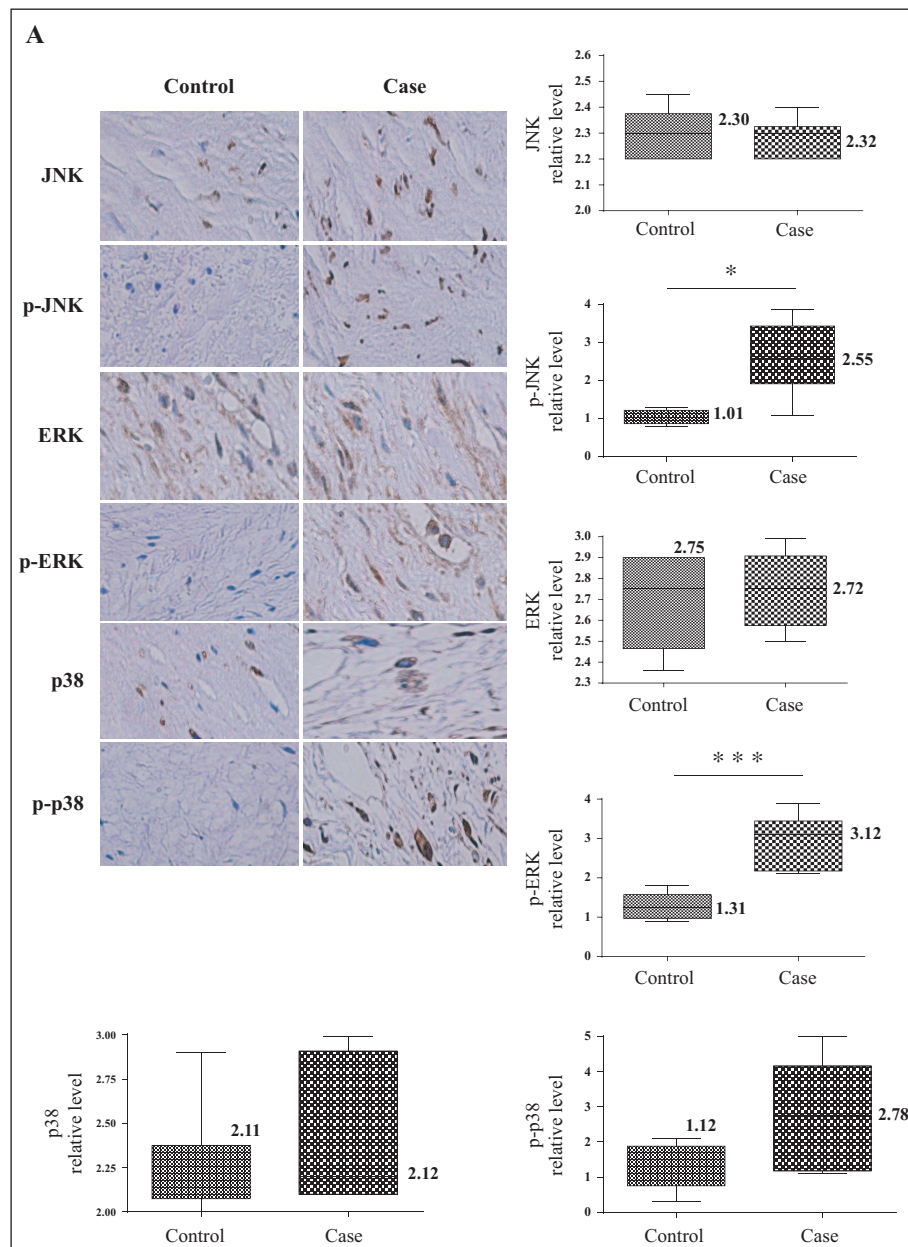 A
Control Case
JNK
p-JNK
ERK
p-ERK
p38
p-p38
JNK
relative level
2.6
2.5
2.4
2.3
2.2
2.1
2.0
2.30
2.32
Control Case
*
p-JNK
relative level
4
3
2
1
0
1.01
2.55
Control Case
ERK
relative level
3.0
2.9
2.8
2.7
2.6
2.5
2.4
2.3
2.75
2.72
Control Case
* * *
p-ERK
relative level
4
3
2
1
0
1.31
3.12
Control Case
p38
relative level
3.00
2.75
2.50
2.25
2.00
2.11
2.12
Control Case
p-p38
relative level
5
4
3
2
1
0
1.12
2.78
Control Case